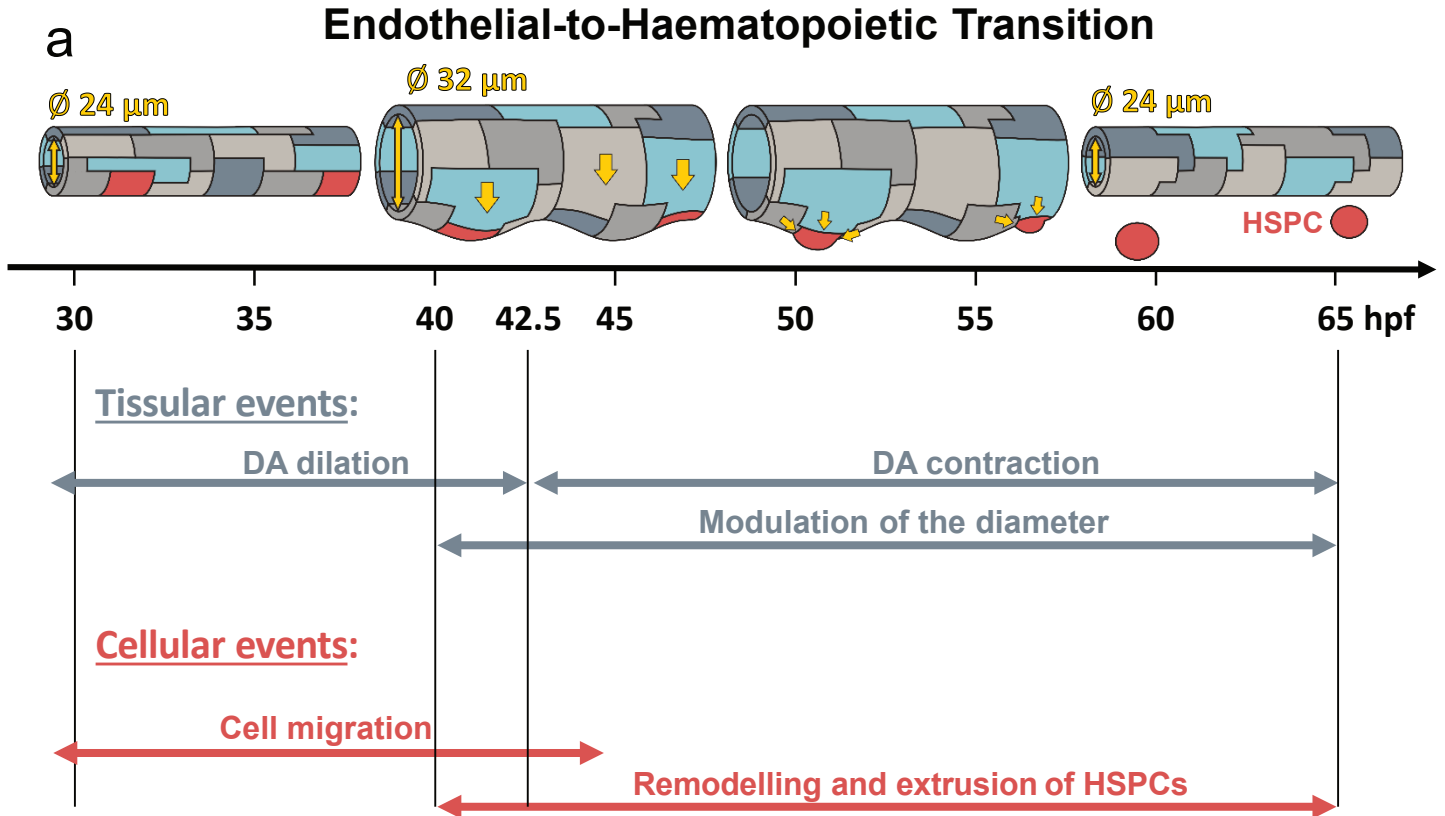 Endothelial-to-Haematopoietic Transition
a
Ø 24 µm
Ø 32 µm
Ø 24 µm
HSPC
30 35 40 42.5 45 50 55 60 65 hpf
Tissular events:
DA dilation
DA contraction
Modulation of the diameter
Cellular events:
Cell migration
Remodelling and extrusion of HSPCs